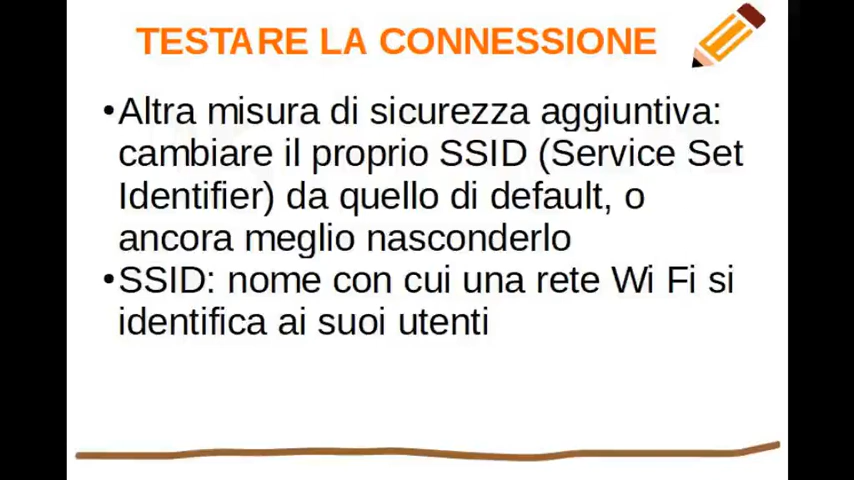 TESTARE LA CONNESSIONE
•Altra misura di sicurezza aggiuntiva:
cambiare il proprio SSID (Service Set
Identifier) da quello di default, o
ancora meglio nasconderlo
•SSID: nome con cui una rete Wi Fi si
identifica ai suoi utenti